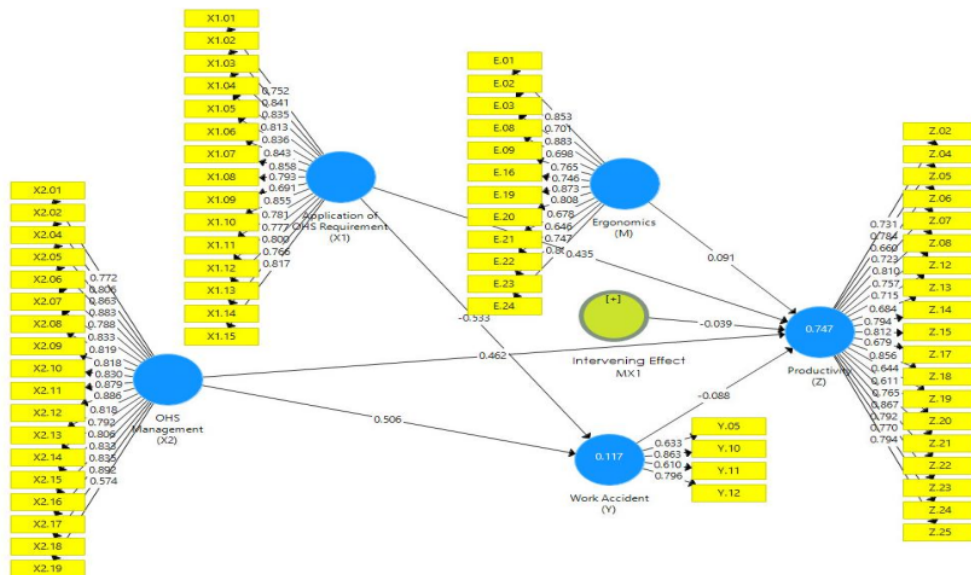 X1.01
X1.02
X1.03
X1.04
X1.05
X1.06
X1.07
X1.08
X1.09
X1.10
X1.11
X1.12
X1.13
X1.14
X1.15
0.752
0.841
0.835
0.813
0.836
0.843
0.858
0.793
0.691
0.855
0.781
0.777
0.800
0.766
0.817
Application of
OHS Requirement
(X1)
E.01
E.02
E.03
E.08
E.09
E.16
E.19
E.20
E.21
E.22
E.23
E.24
0.853
0.701
0.883
0.698
0.765
0.746
0.873
0.808
0.678
0.646
0.747
Ergonomics
(M)
X2.01
X2.02
X2.04
X2.05
X2.06
X2.07
X2.08
X2.09
X2.10
X2.11
X2.12
X2.13
X2.14
X2.15
X2.16
X2.17
X2.18
X2.19
0.772
0.806
0.863
0.883
0.788
0.833
0.819
0.818
0.830
0.879
0.886
0.818
0.792
0.806
0.833
0.835
0.892
0.574
OHS
Management
(X2)
0.435
0.091
-0.533
[+]
-0.039
Intervening Effect
MX1
0.462
0.506
-0.088
0.117
Work Accident
(Y)
0.633
0.863
0.610
0.796
Y.05
Y.10
Y.11
Y.12
0.747
Productivity
(Z)
0.731
0.784
0.660
0.723
0.810
0.757
0.715
0.684
0.794
0.812
0.679
0.856
0.644
0.611
0.765
0.867
0.792
0.770
0.794
Z.02
Z.04
Z.05
Z.06
Z.07
Z.08
Z.12
Z.13
Z.14
Z.15
Z.17
Z.18
Z.19
Z.20
Z.21
Z.22
Z.23
Z.24
Z.25